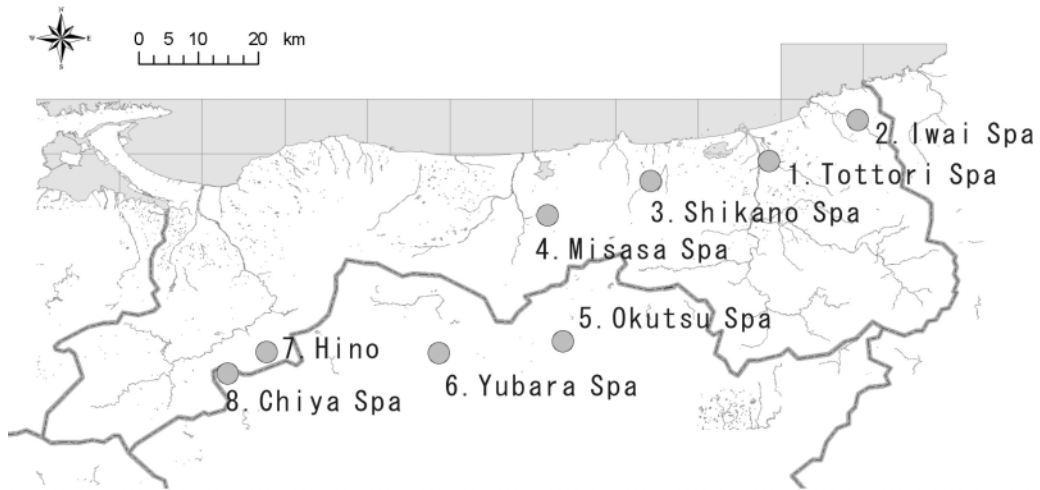 N
W E
S
0 5 10 20 km
2. Iwai Spa
1. Tottori Spa
3. Shikano Spa
4. Misasa Spa
5. Okutsu Spa
7. Hino
6. Yubara Spa
8. Chiya Spa